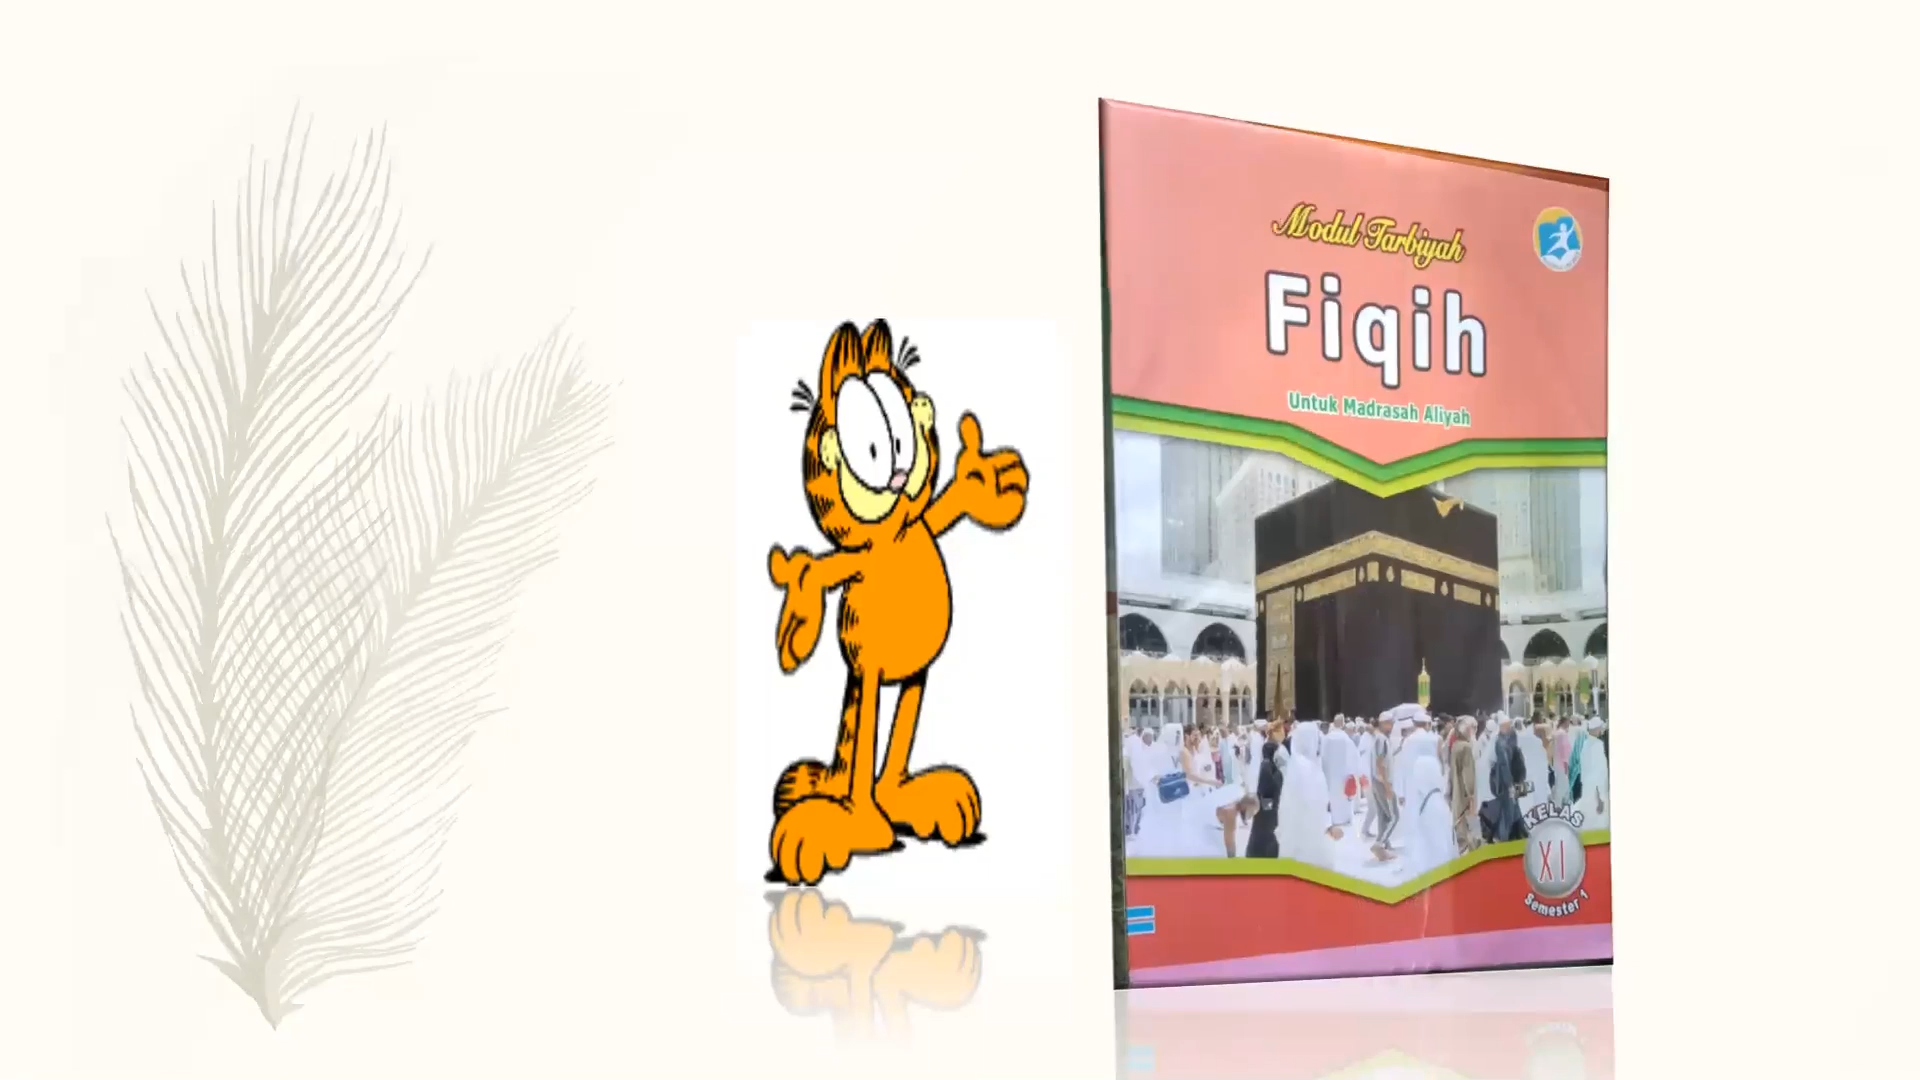 Modul Tarbiyah
Fiqih
Untuk Madrasah Aliyah
KELAS
XI
Semester 1